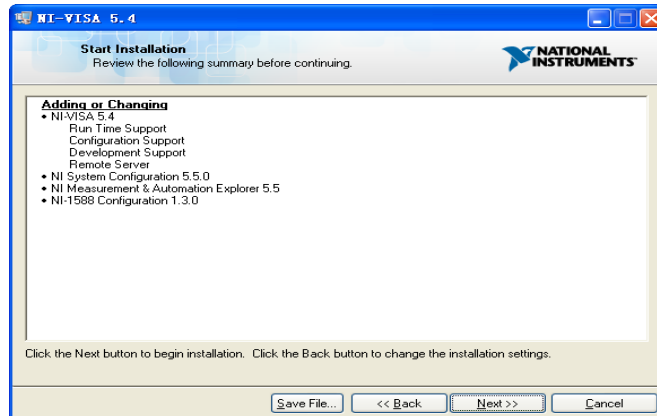 NI-VISA 5.4
Start Installation
Review the following summary before continuing.
NATIONAL
INSTRUMENTS™
Adding or Changing
• NI-VISA 5.4
Run Time Support
Configuration Support
Development Support
Remote Server
• NI System Configuration 5.5.0
• NI Measurement & Automation Explorer 5.5
• NI-1588 Configuration 1.3.0
Click the Next button to begin installation. Click the Back button to change the installation settings.
Save File... << Back Next >> Cancel